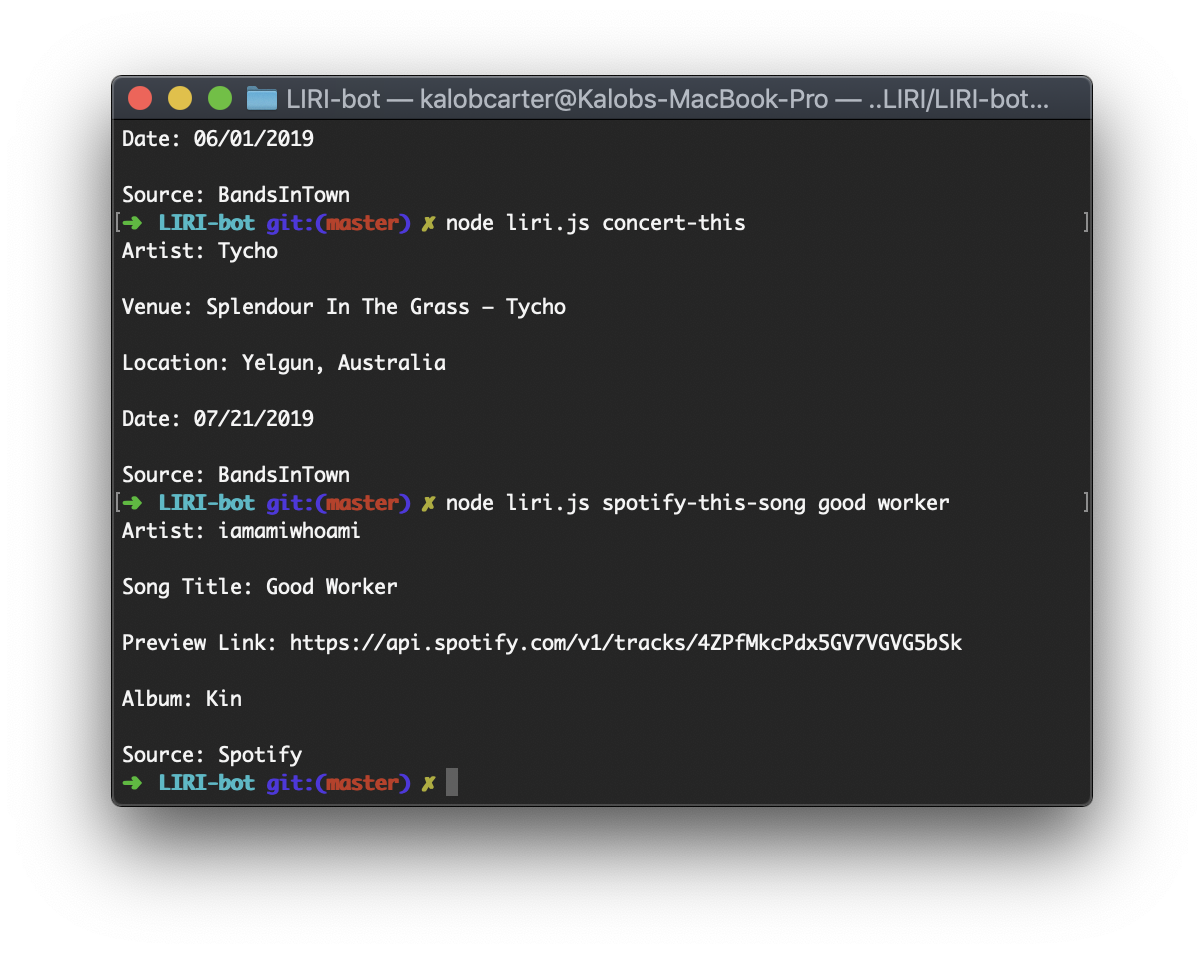 LIRI-bot — kalobcarter@Kalobs-MacBook-Pro — ..LIRI/LIRI-bot...
Date: 06/01/2019
Source: BandsInTown
[➜ LIRI-bot git:(master) ✗ node liri.js concert-this ]
Artist: Tycho
Venue: Splendour In The Grass – Tycho
Location: Yelgun, Australia
Date: 07/21/2019
Source: BandsInTown
[➜ LIRI-bot git:(master) ✗ node liri.js spotify-this-song good worker ]
Artist: iamamiwhoami
Song Title: Good Worker
Preview Link: https://api.spotify.com/v1/tracks/4ZPfMkcPdx5GV7VGVG5bSk
Album: Kin
Source: Spotify
➜ LIRI-bot git:(master) ✗